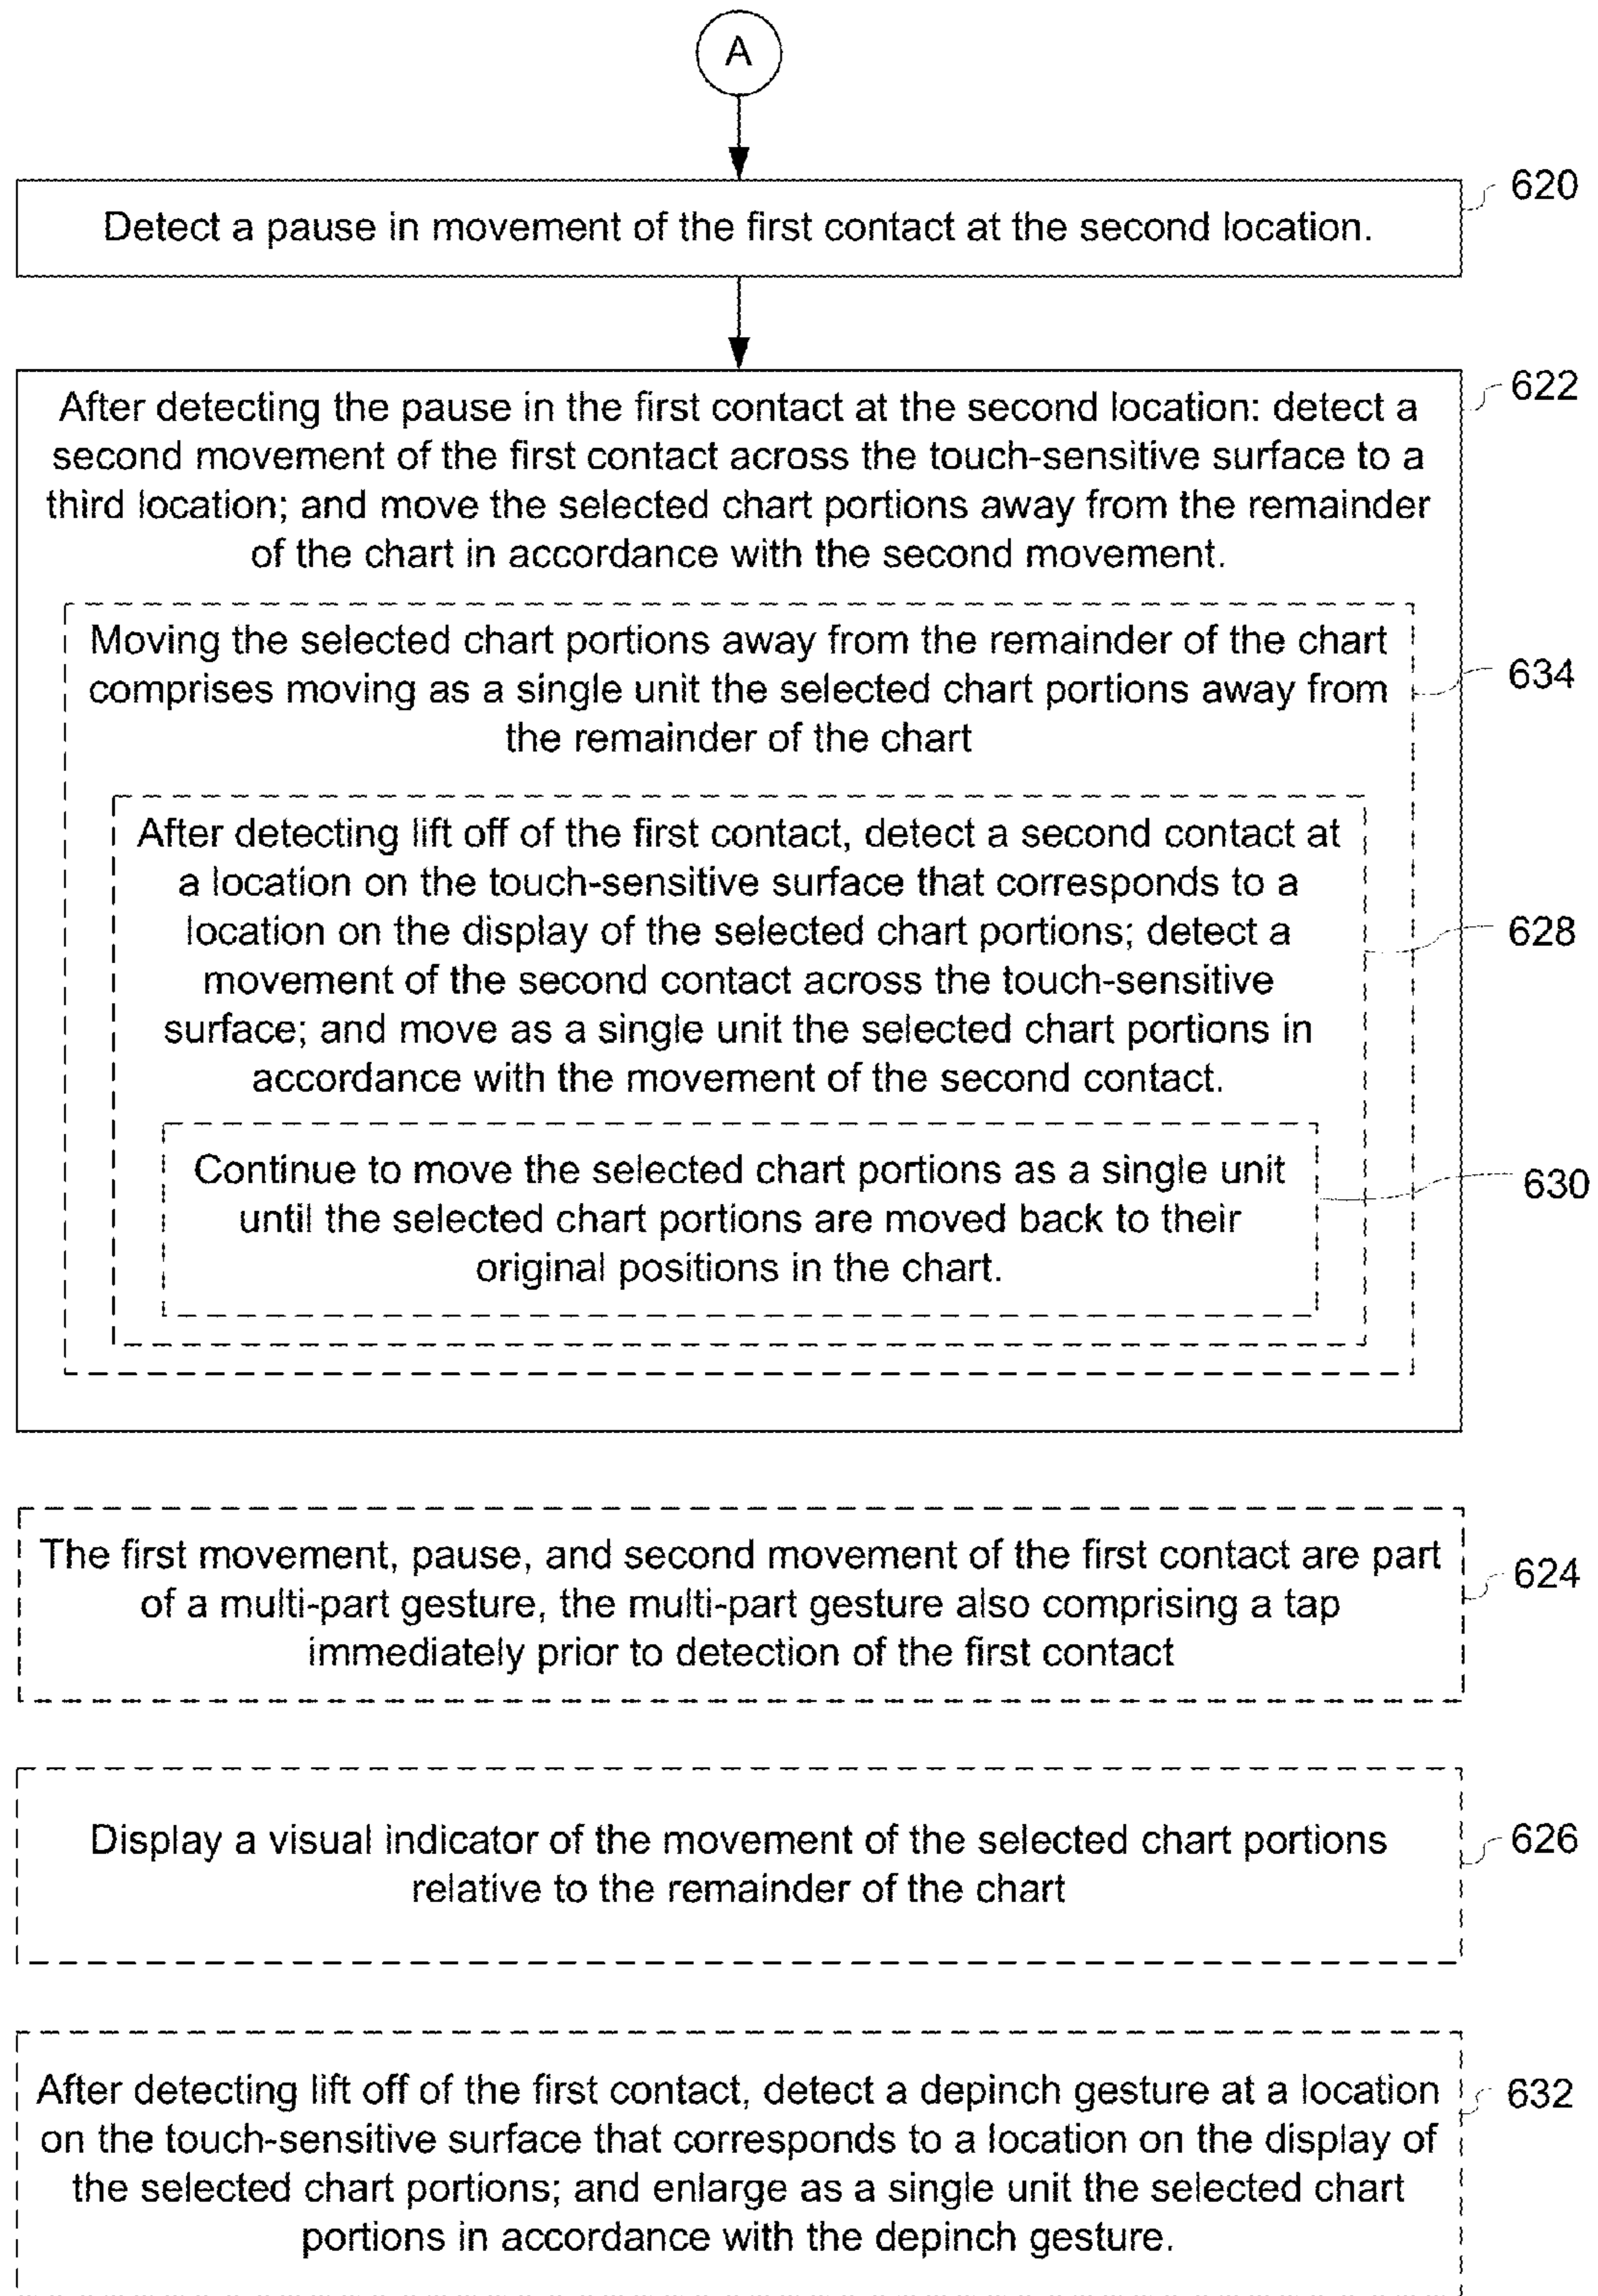 A
620
Detect a pause in movement of the first contact at the second location.
622
After detecting the pause in the first contact at the second location: detect a
second movement of the first contact across the touch-sensitive surface to a
third location; and move the selected chart portions away from the remainder
of the chart in accordance with the second movement.
634
Moving the selected chart portions away from the remainder of the chart
comprises moving as a single unit the selected chart portions away from
the remainder of the chart
628
After detecting lift off of the first contact, detect a second contact at
a location on the touch-sensitive surface that corresponds to a
location on the display of the selected chart portions; detect a
movement of the second contact across the touch-sensitive
surface; and move as a single unit the selected chart portions in
accordance with the movement of the second contact.
630
Continue to move the selected chart portions as a single unit
until the selected chart portions are moved back to their
original positions in the chart.
624
The first movement, pause, and second movement of the first contact are part
of a multi-part gesture, the multi-part gesture also comprising a tap
immediately prior to detection of the first contact
626
Display a visual indicator of the movement of the selected chart portions
relative to the remainder of the chart
632
After detecting lift off of the first contact, detect a depinch gesture at a location
on the touch-sensitive surface that corresponds to a location on the display of
the selected chart portions; and enlarge as a single unit the selected chart
portions in accordance with the depinch gesture.